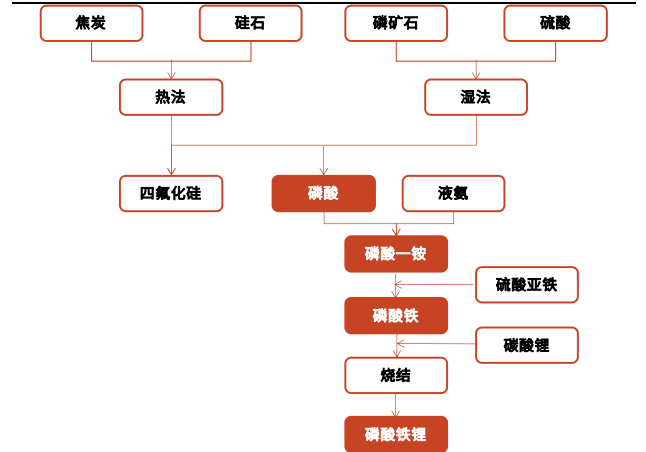 焦炭
硅石
磷矿石
硫酸
热法
湿法
四氟化硅
磷酸
液氨
磷酸一铵
硫酸亚铁
磷酸铁
碳酸锂
烧结
磷酸铁锂